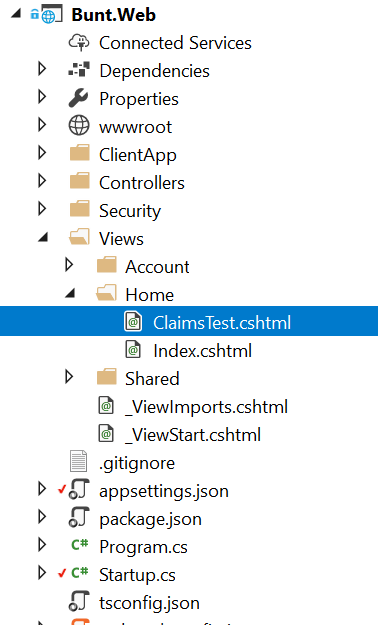 Bunt.Web
Connected Services
Dependencies
Properties
wwwroot
ClientApp
Controllers
Security
Views
Account
Home
@ ClaimsTest.cshtml
@ Index.cshtml
Shared
@ _ViewImports.cshtml
@ _ViewStart.cshtml
.gitignore
appsettings.json
package.json
C# Program.cs
C# Startup.cs
tsconfig.json